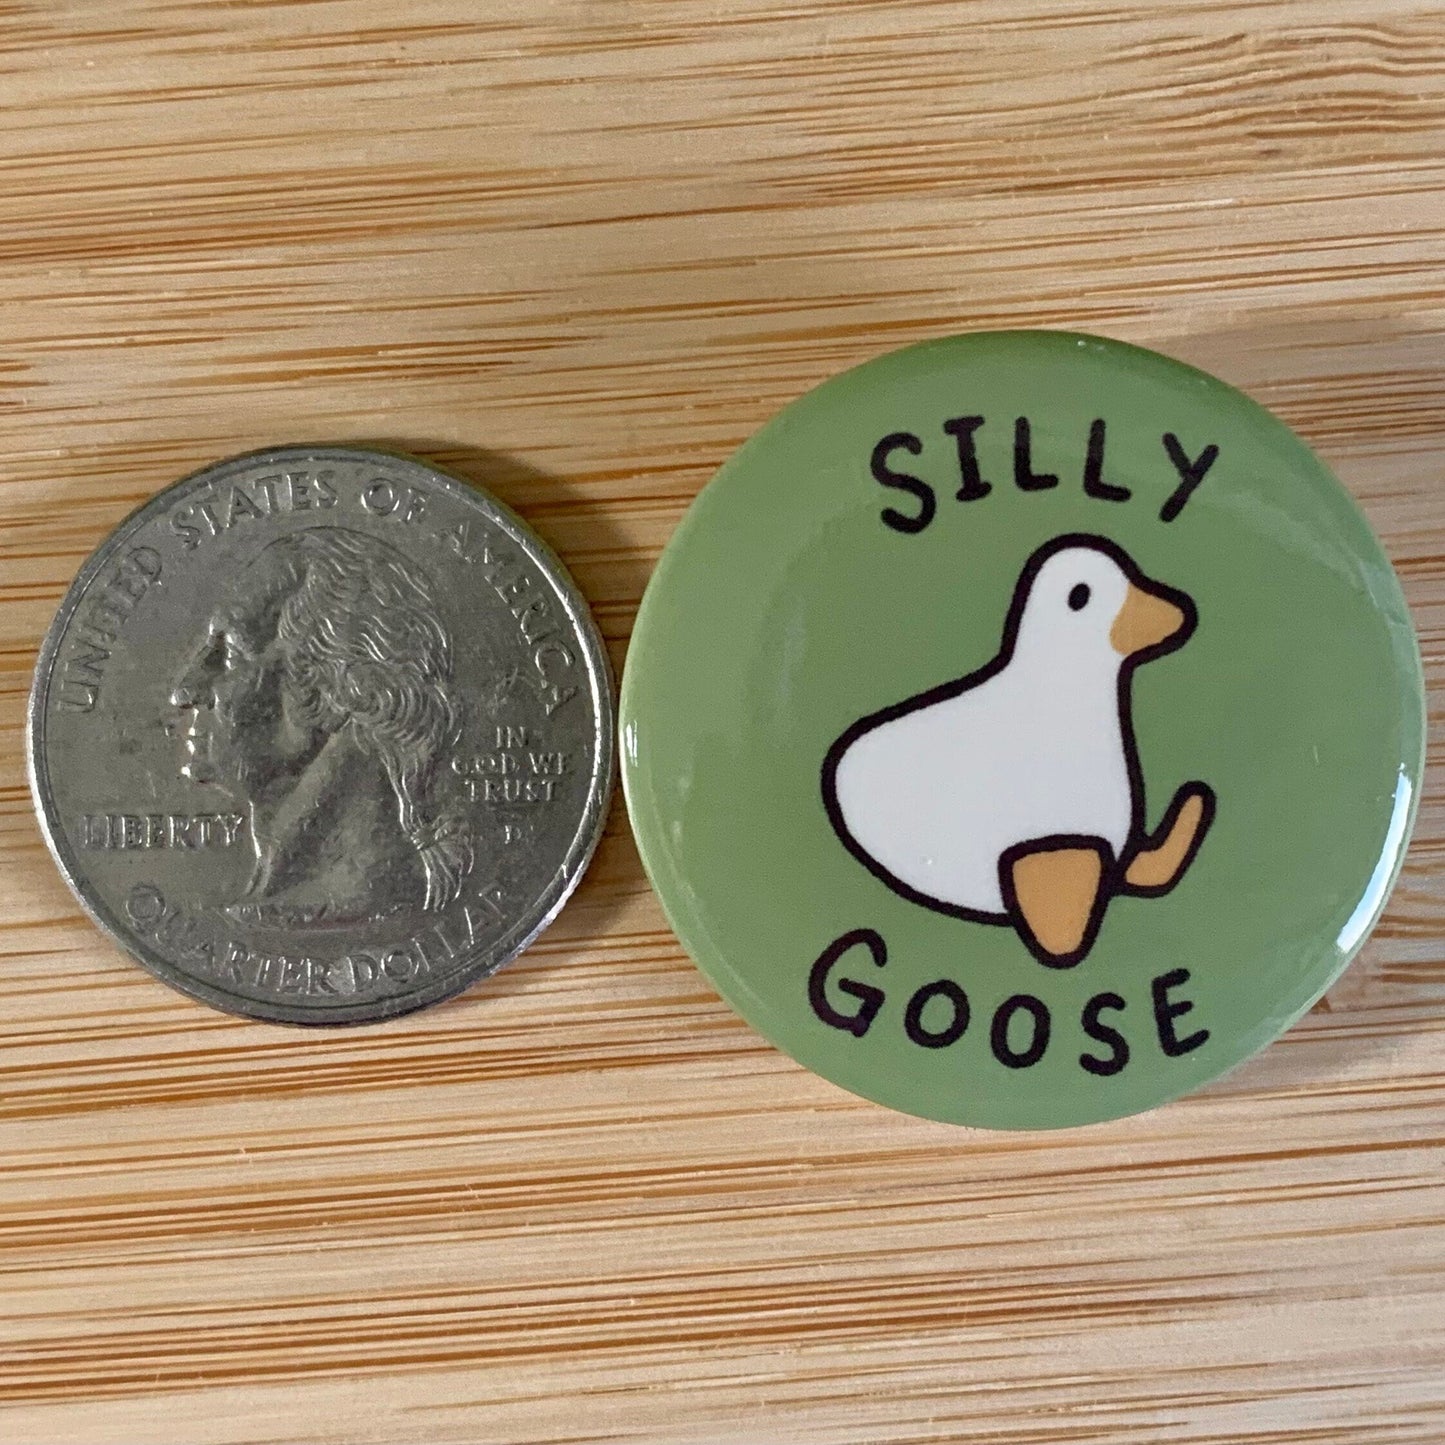 UNITED STATES OF AMERICA
LIBERTY
IN
GOD WE
TRUST
D
QUARTER DOLLAR
SILLY
GOOSE